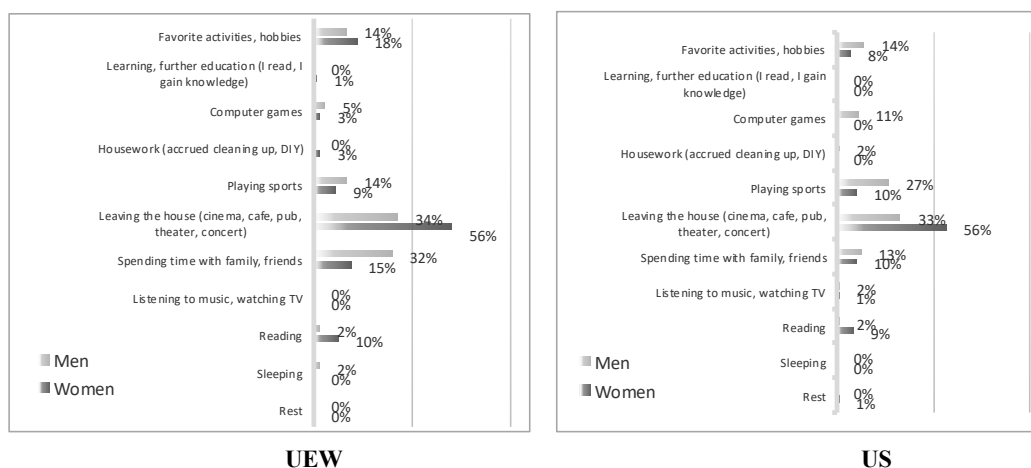 Favorite activities, hobbies
14%
18%
Learning, further education (I read, I
gain knowledge)
0%
1%
Computer games
5%
3%
Housework (accrued cleaning up, DIY)
0%
3%
Playing sports
14%
9%
Leaving the house (cinema, cafe, pub,
theater, concert)
34%
56%
Spending time with family, friends
32%
15%
Listening to music, watching TV
0%
0%
Reading
2%
10%
Sleeping
2%
0%
Rest
0%
0%
Men
Women
UEW
Favorite activities, hobbies
14%
8%
Learning, further education (I read, I
gain knowledge)
0%
0%
Computer games
11%
0%
Housework (accrued cleaning up, DIY)
2%
0%
Playing sports
27%
10%
Leaving the house (cinema, cafe, pub,
theater, concert)
33%
56%
Spending time with family, friends
13%
10%
Listening to music, watching TV
2%
1%
Reading
2%
9%
Sleeping
0%
0%
Rest
0%
1%
Men
Women
US